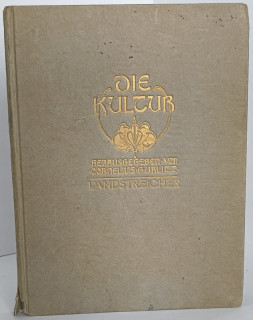 DIE
KULTUR
HERAUSGEGEBEN VON
CORNELIUS GURLITT
LANDSTREICHER